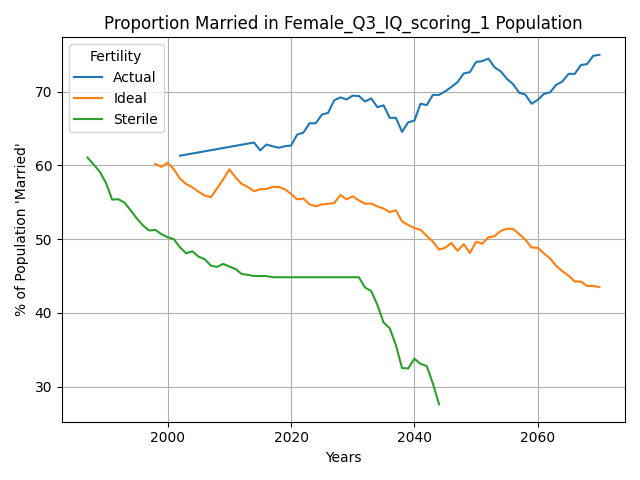 Proportion Married in Female_Q3_IQ_scoring_1 Population
Fertility
Actual
Ideal
Sterile
% of Population 'Married'
70
60
50
40
30
2000
2020
2040
2060
Years